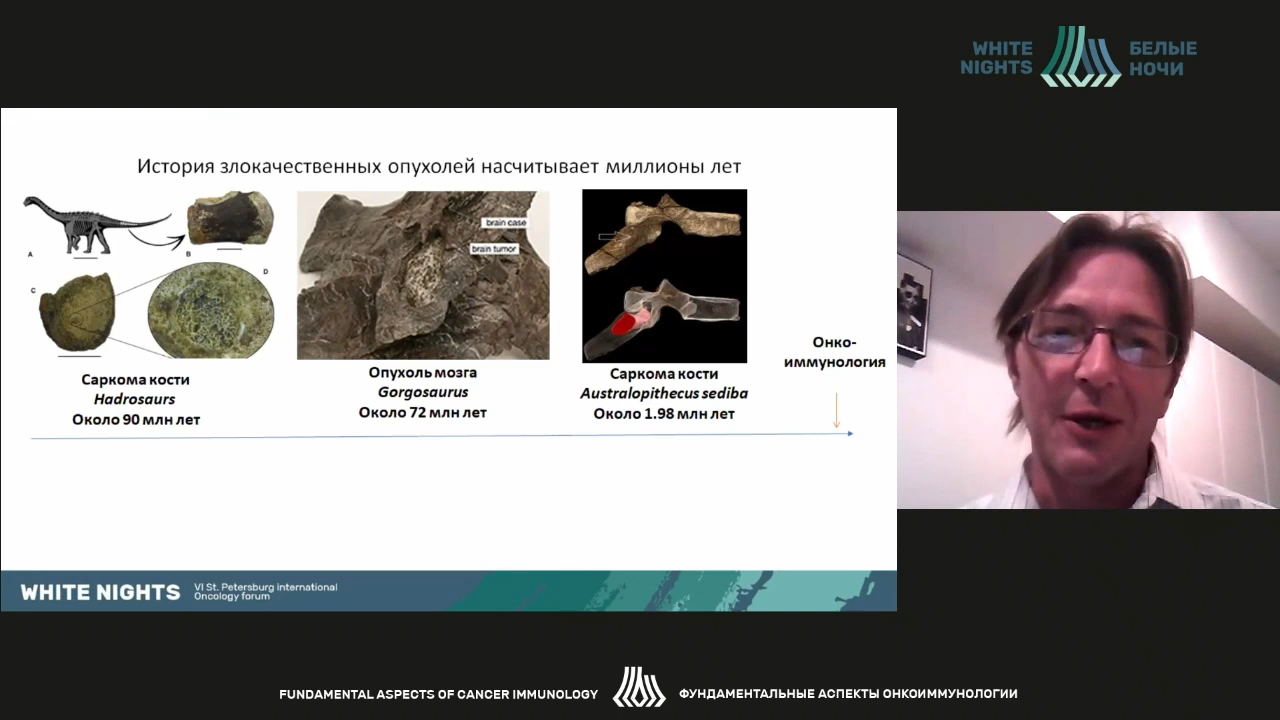 WHITE
NIGHTS
БЕЛЫЕ
НОЧИ
История злокачественных опухолей насчитывает миллионы лет
A
B
C
D
brain case
brain tumor
Саркома кости
Hadrosaurs
Около 90 млн лет
Опухоль мозга
Gorgosaurus
Около 72 млн лет
Саркома кости
Australopithecus sediba
Около 1.98 млн лет
Онко-
иммунология
WHITE NIGHTS
VI St. Petersburg international
Oncology forum
FUNDAMENTAL ASPECTS OF CANCER IMMUNOLOGY
ФУНДАМЕНТАЛЬНЫЕ АСПЕКТЫ ОНКОИММУНОЛОГИИ